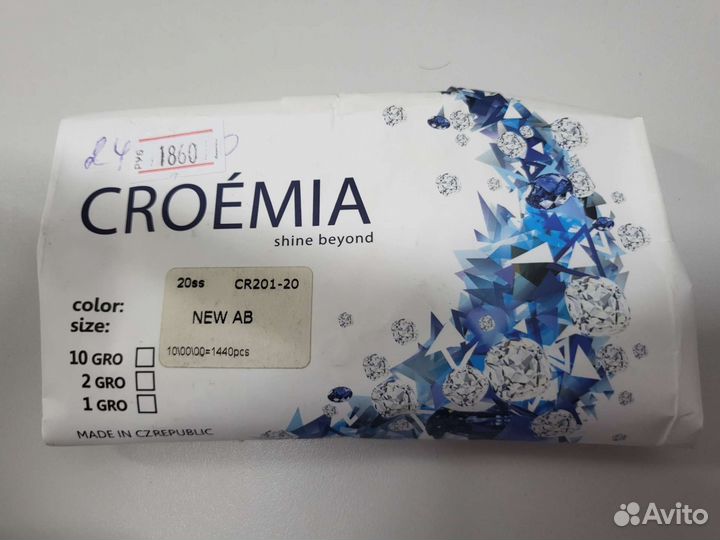 24
РУБ 1860
CROÉMIA
shine beyond
20ss CR201-20
NEW AB
10\00\00=1440pcs
color:
size:
10 GRO
2 GRO
1 GRO
MADE IN CZREPUBLIC
Avito